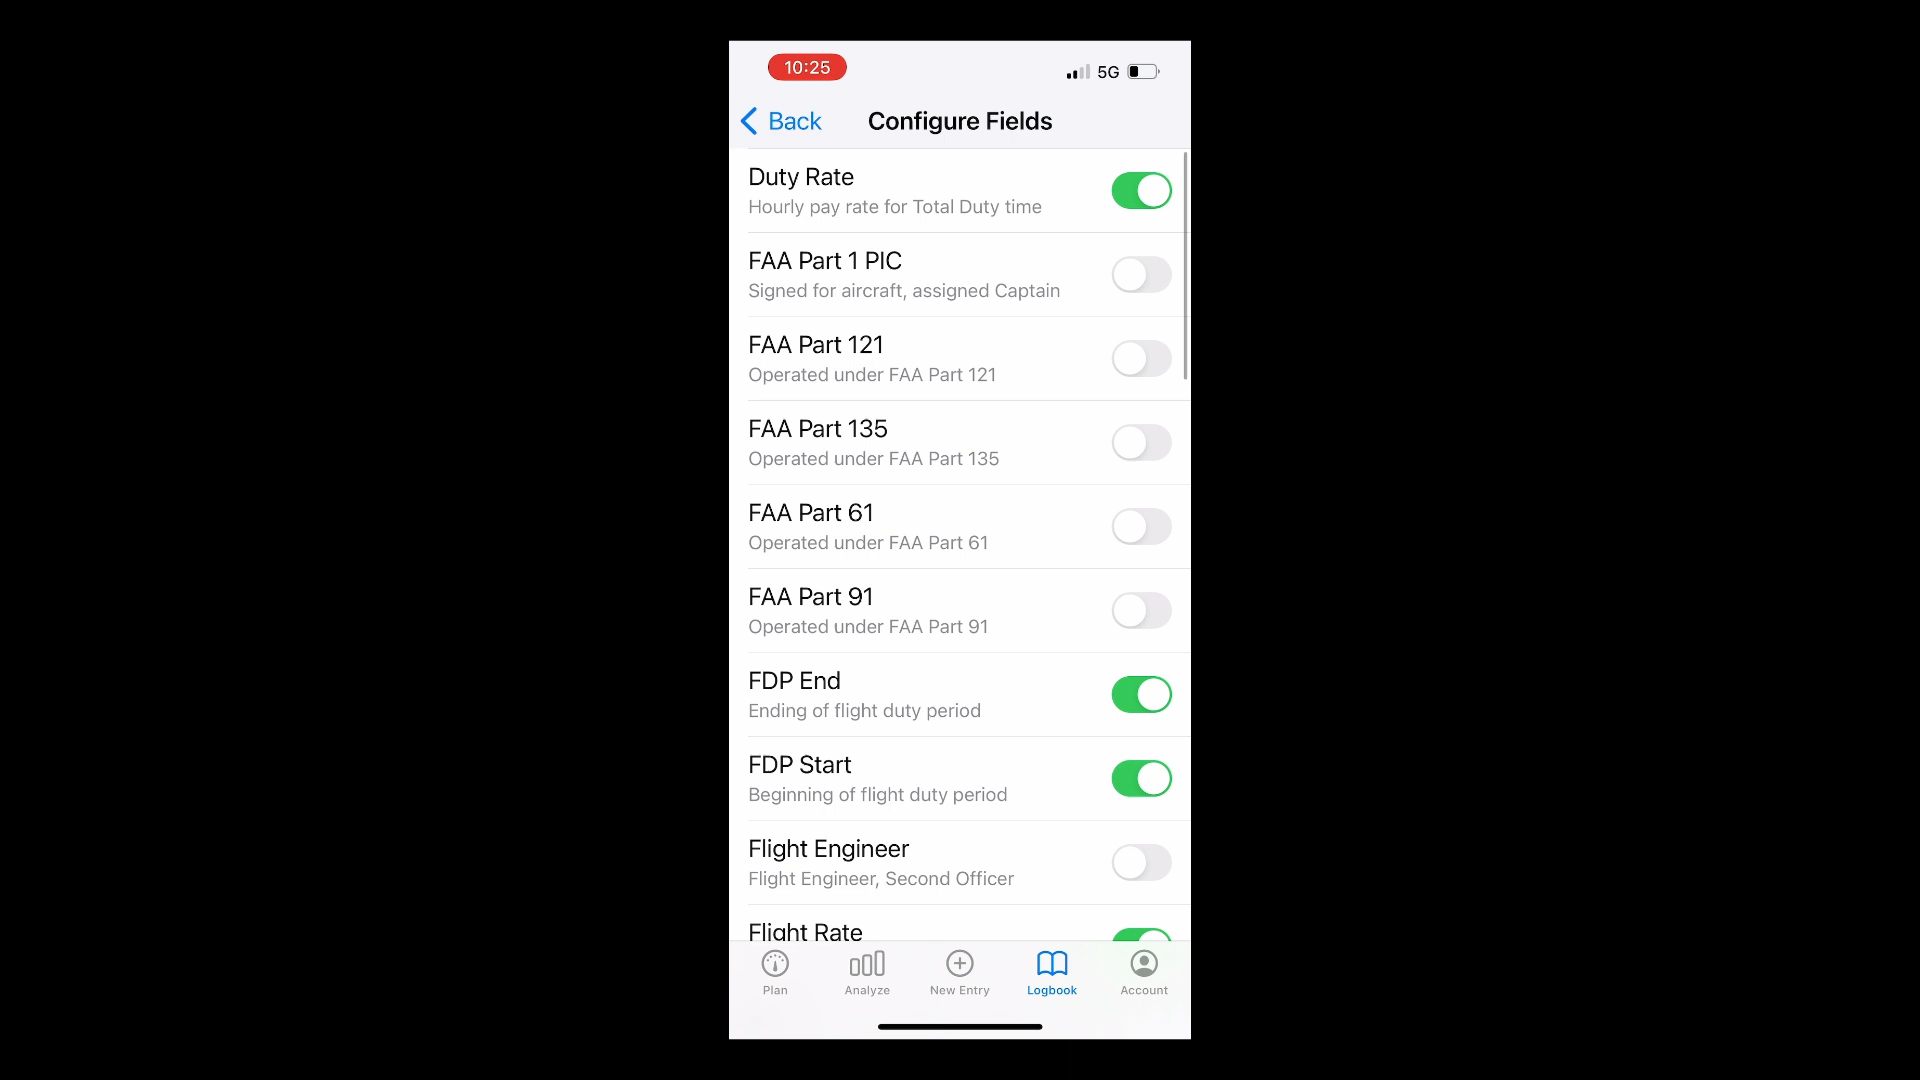 10:25
5G
Back
Configure Fields
Duty Rate
Hourly pay rate for Total Duty time
FAA Part 1 PIC
Signed for aircraft, assigned Captain
FAA Part 121
Operated under FAA Part 121
FAA Part 135
Operated under FAA Part 135
FAA Part 61
Operated under FAA Part 61
FAA Part 91
Operated under FAA Part 91
FDP End
Ending of flight duty period
FDP Start
Beginning of flight duty period
Flight Engineer
Flight Engineer, Second Officer
Flight Rate
Plan
Analyze
New Entry
Logbook
Account